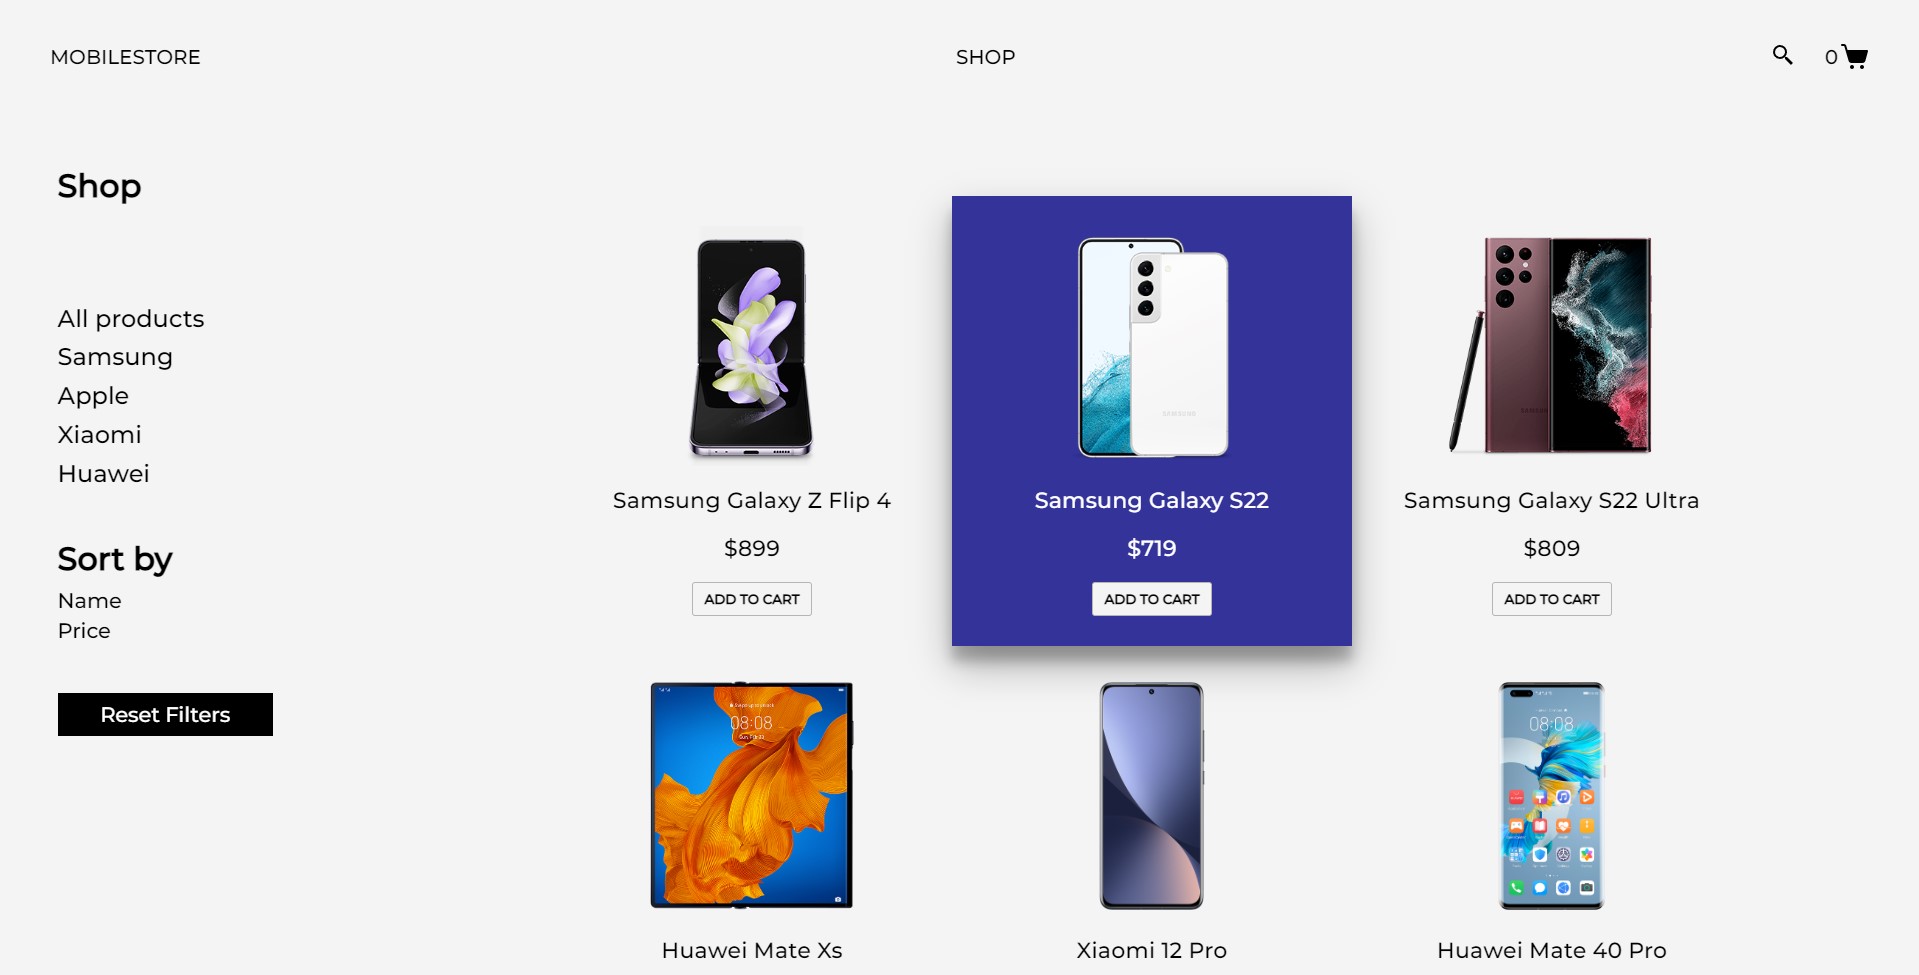 MOBILESTORE
SHOP
0
Shop
All products
Samsung
Apple
Xiaomi
Huawei
Sort by
Name
Price
Reset Filters
Samsung Galaxy Z Flip 4
$899
ADD TO CART
SAMSUNG
Samsung Galaxy S22
$719
ADD TO CART
Samsung Galaxy S22 Ultra
$809
ADD TO CART
08:08
Huawei Mate Xs
Xiaomi 12 Pro
08:08
Huawei Mate 40 Pro